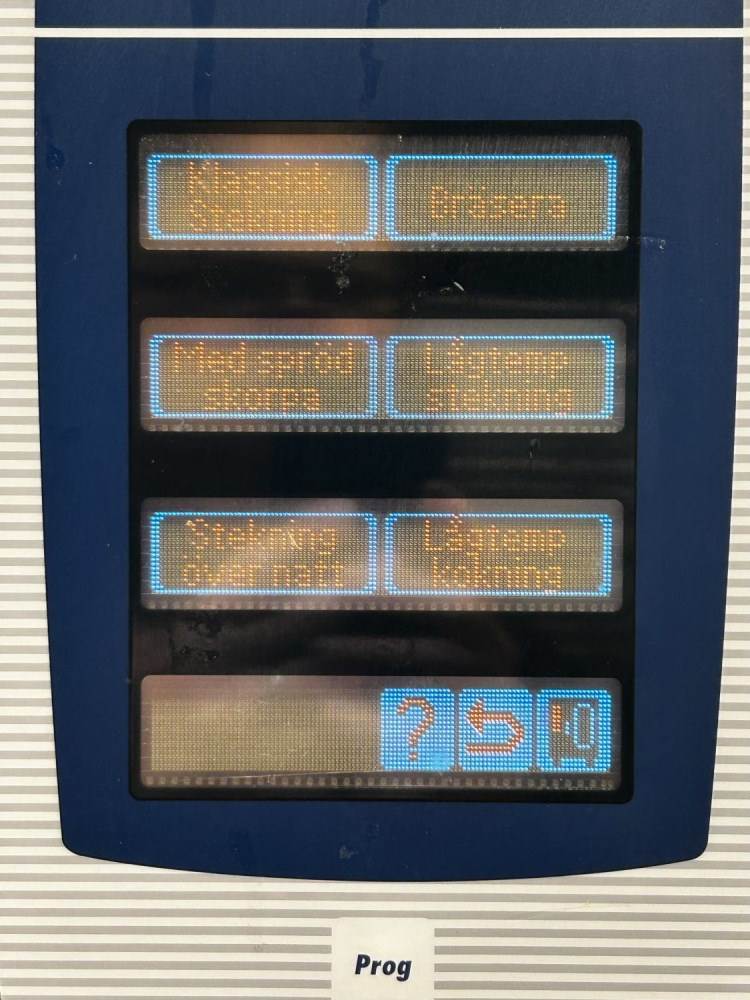 Klassisk
Stekning
Bräsera
Med spröd
skorpa
Lågtemp
stekning
Stekning
över natt
Lågtemp
kokning
?
Prog